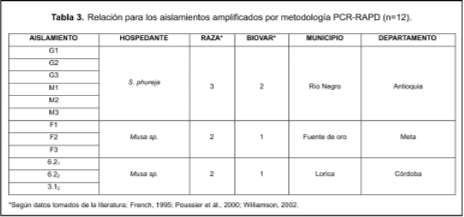 Tabla 3. Relación para los aislamientos amplificados por metodología PCR-RAPD (n=12).
AISLAMIENTO HOSPEDANTE RAZA* BIOVAR* MUNICIPIO DEPARTAMENTO
G1
G2
G3
M1
M2
M3
S. phureja 3 2 Río Negro Antioquia
F1
F2
F3
Musa sp. 2 1 Fuente de oro Meta
6.2₁
6.2₂
3.1₂
Musa sp. 2 1 Lorica Córdoba
*Según datos tomados de la literatura: French, 1995; Poussier et ál., 2000; Williamson, 2002.